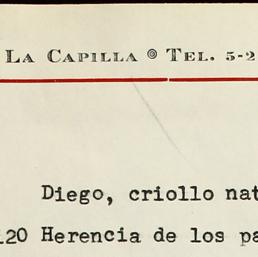 LA CAPILLA ⌾ TEL. 5-2
Diego, criollo nat
120 Herencia de los pa